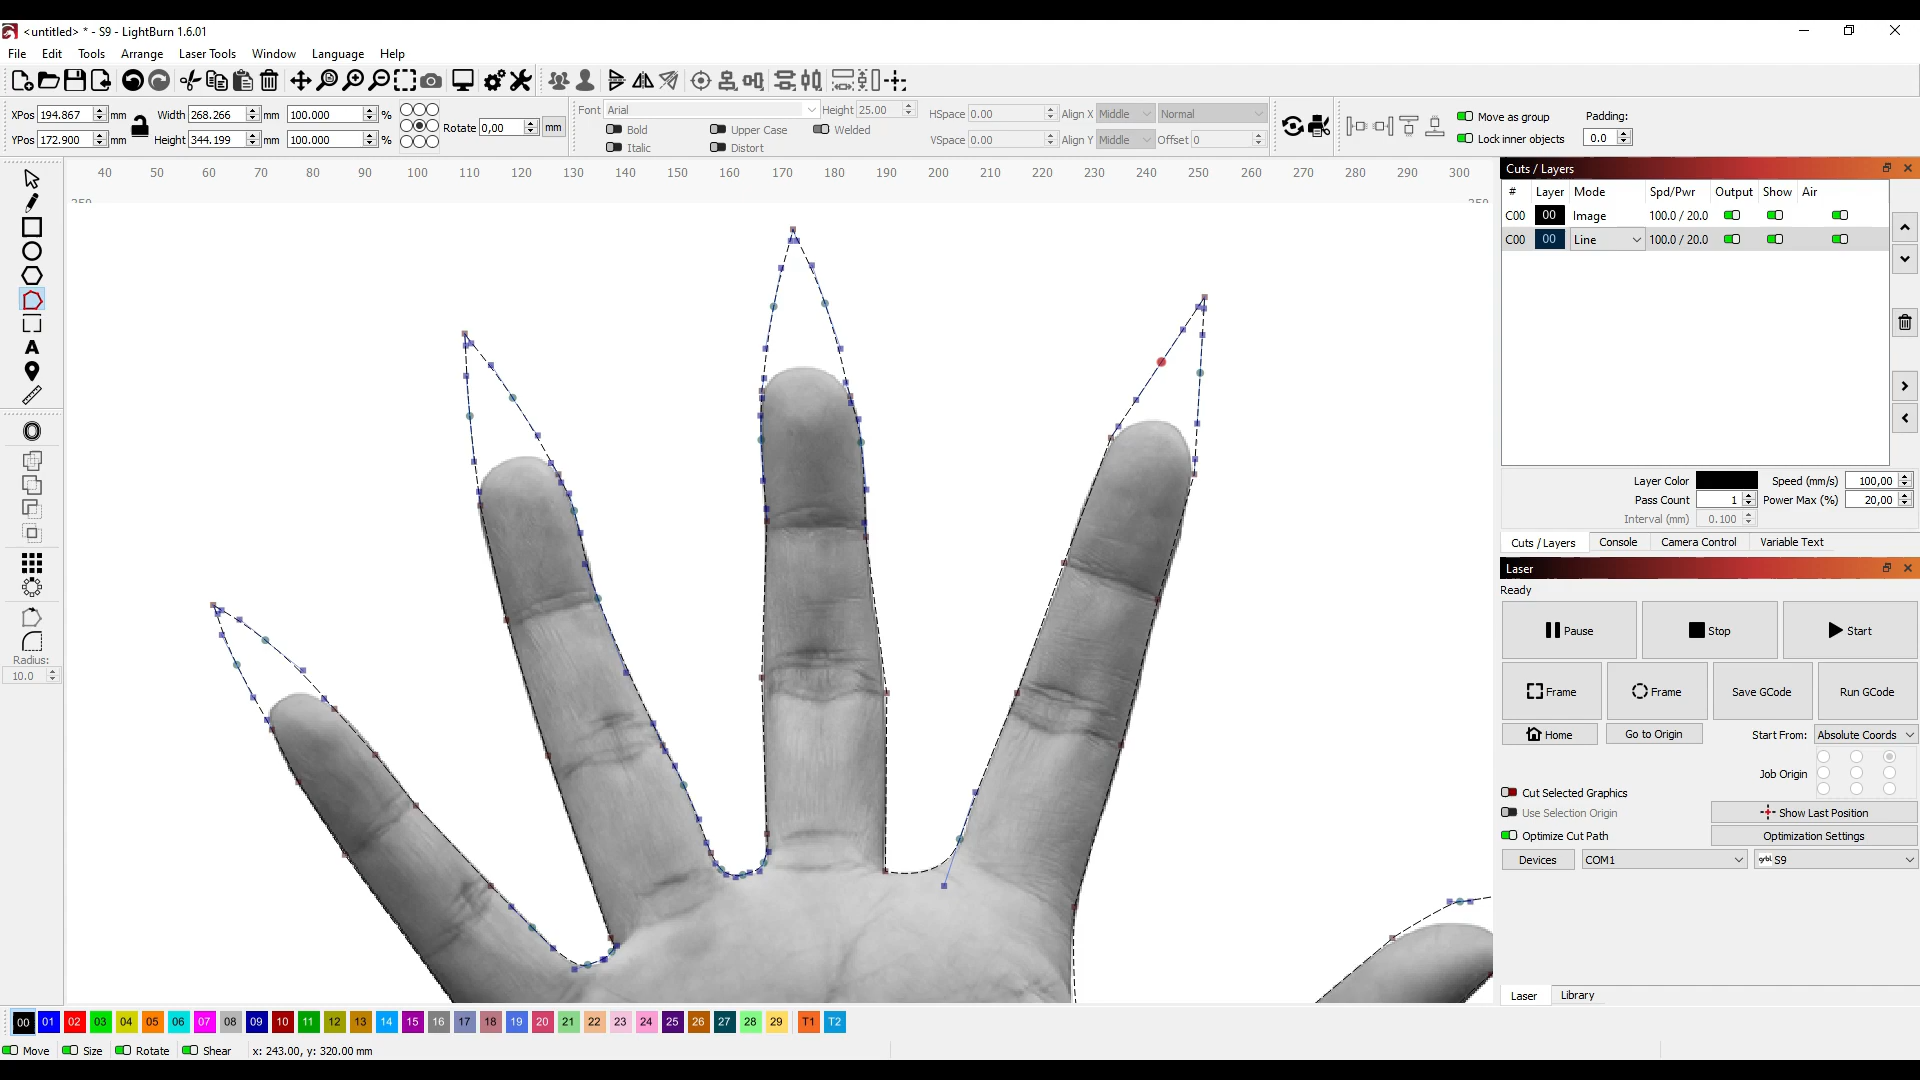 <untitled> * - S9 - LightBurn 1.6.01
File Edit Tools Arrange Laser Tools Window Language Help
XPos 194.867 mm Width 268.266 mm 100.000 %
YPos 172.900 mm Height 344.199 mm 100.000 %
Rotate 0,00 mm
Font Arial Height 25.00
Bold Upper Case Welded
Italic Distort
HSpace 0.00 Align X Middle Normal
VSpace 0.00 Align Y Middle Offset 0
Move as group
Lock inner objects
Padding:
0.0
40 50 60 70 80 90 100 110 120 130 140 150 160 170 180 190 200 210 220 230 240 250 260 270 280 290 300
A
Radius:
10.0
Cuts / Layers
# Layer Mode Spd/Pwr Output Show Air
C00 00 Image 100.0 / 20.0
C00 00 Line 100.0 / 20.0
Layer Color Speed (mm/s) 100,00
Pass Count 1 Power Max (%) 20,00
Interval (mm) 0.100
Cuts / Layers Console Camera Control Variable Text
Laser
Ready
Pause Stop Start
Frame Frame Save GCode Run GCode
Home Go to Origin Start From: Absolute Coords
Job Origin
Cut Selected Graphics
Use Selection Origin Show Last Position
Optimize Cut Path Optimization Settings
Devices COM1 grbl S9
Laser Library
00 01 02 03 04 05 06 07 08 09 10 11 12 13 14 15 16 17 18 19 20 21 22 23 24 25 26 27 28 29 T1 T2
Move Size Rotate Shear x: 243.00, y: 320.00 mm